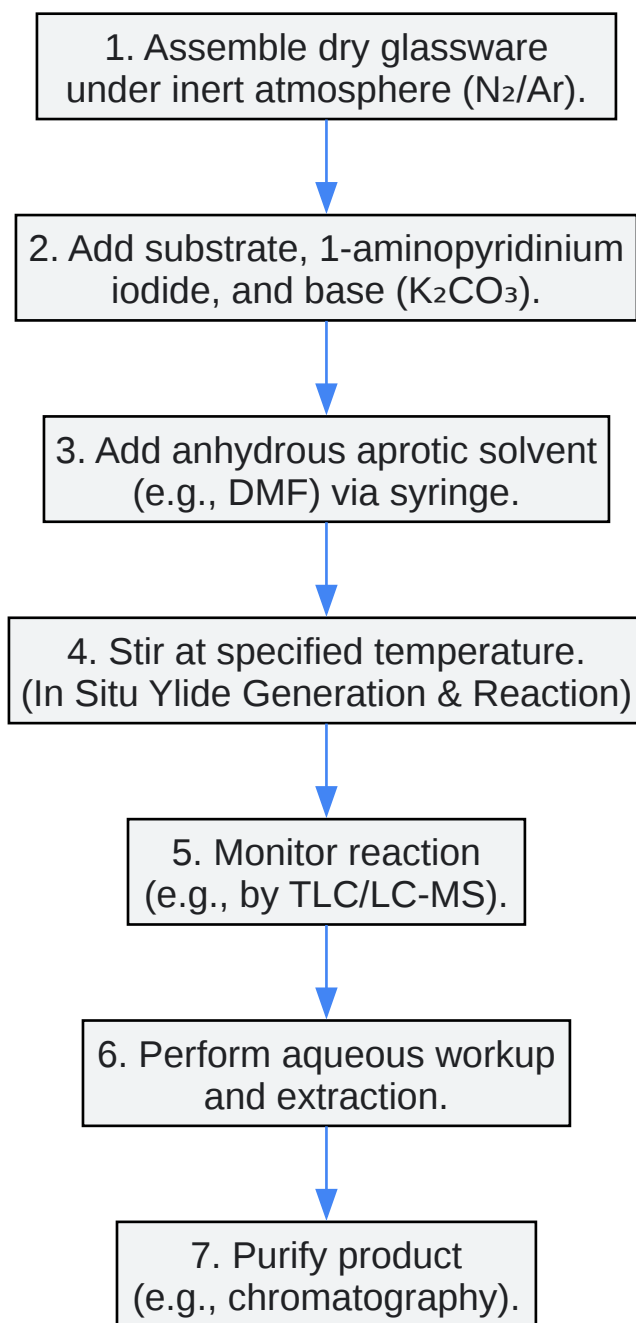 1. Assemble dry glassware
under inert atmosphere (N₂/Ar).
2. Add substrate, 1-aminopyridinium
iodide, and base (K₂CO₃).
3. Add anhydrous aprotic solvent
(e.g., DMF) via syringe.
4. Stir at specified temperature.
(In Situ Ylide Generation & Reaction)
5. Monitor reaction
(e.g., by TLC/LC-MS).
6. Perform aqueous workup
and extraction.
7. Purify product
(e.g., chromatography).